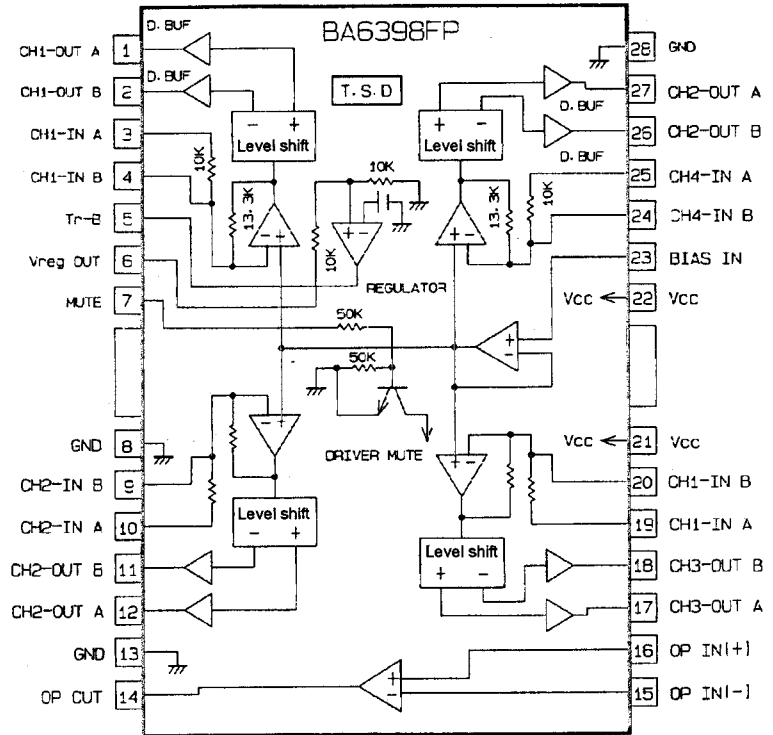 BA6398FP
D. BUF
CH1-OUT A 1
CH1-OUT B 2
D. BUF
CH1-IN A 3
CH1-IN B 4
Tr-B 5
Vreg OUT 6
MUTE 7
GND 8
CH2-IN B 9
CH2-IN A 10
CH2-OUT B 11
CH2-OUT A 12
GND 13
OP CUT 14
T. S. D
- +
Level shift
10K
13.3K
- +
10K
10K
REGULATOR
50K
50K
DRIVER MUTE
- +
Level shift
- +
+ -
Level shift
13.3K
10K
+ -
+
-
+ -
Level shift
+ -
+
-
28 GND
27 CH2-OUT A
D. BUF
26 CH2-OUT B
D. BUF
25 CH4-IN A
24 CH4-IN B
23 BIAS IN
Vcc 22 Vcc
Vcc 21 Vcc
20 CH1-IN B
19 CH1-IN A
18 CH3-OUT B
17 CH3-OUT A
16 OP IN(+)
15 OP IN(-)